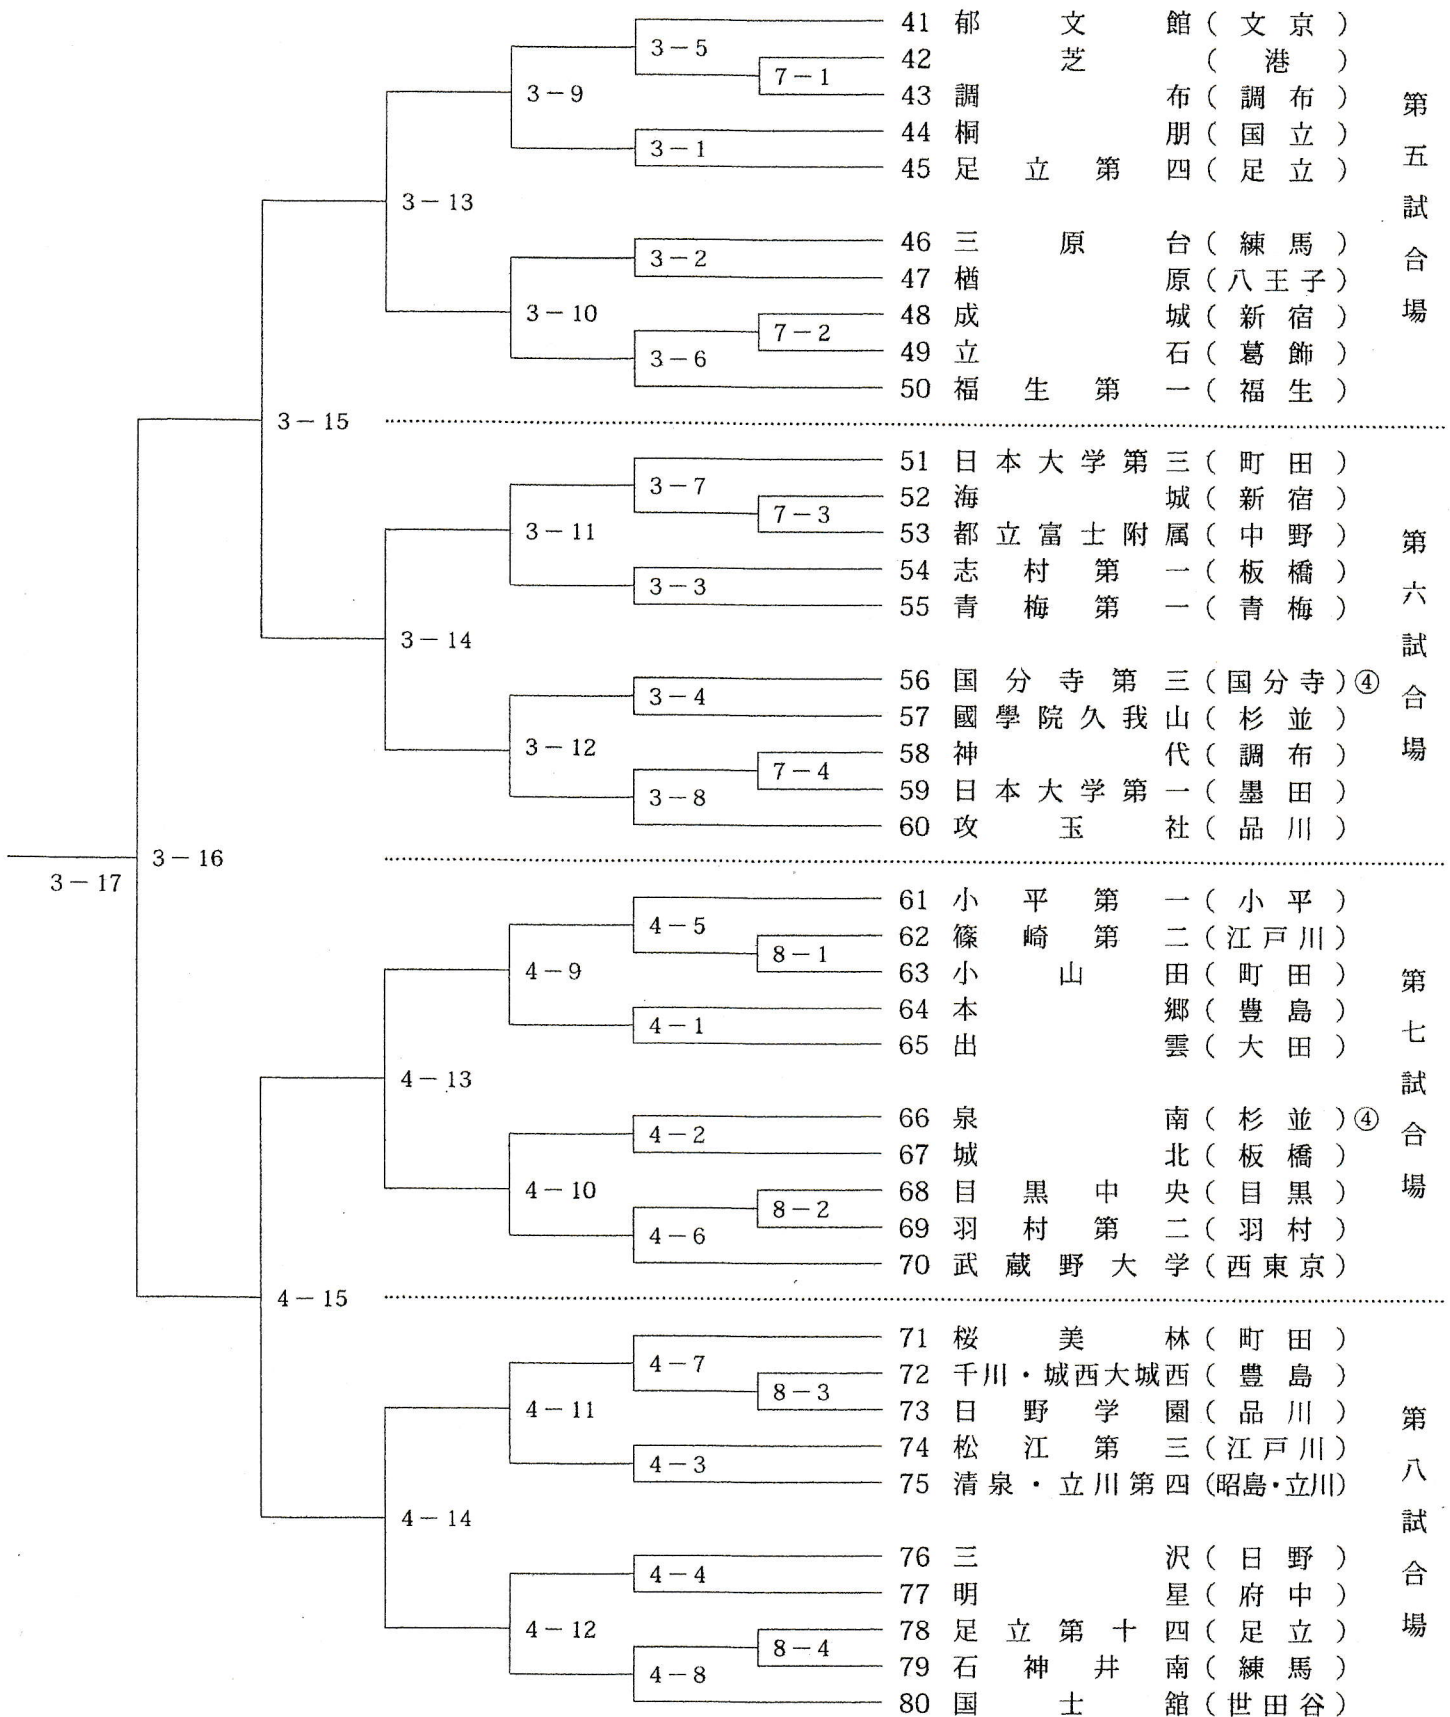 41 郁文館(文京)
3－5
42 芝(港)
7－1
3－9
43 調布(調布)
44 桐朋(国立)
3－1
45 足立第四(足立)
3－13
46 三原台(練馬)
3－2
47 楢原(八王子)
3－10
48 成城(新宿)
7－2
49 立石(葛飾)
3－6
50 福生第一(福生)
第五試合場
3－15
51 日本大学第三(町田)
3－7
52 海城(新宿)
7－3
3－11
53 都立富士附属(中野)
54 志村第一(板橋)
3－3
55 青梅第一(青梅)
3－14
56 国分寺第三(国分寺)④
3－4
57 國學院久我山(杉並)
3－12
58 神代(調布)
7－4
59 日本大学第一(墨田)
3－8
60 攻玉社(品川)
第六試合場
3－16
3－17
61 小平第一(小平)
4－5
62 篠崎第二(江戸川)
8－1
4－9
63 小山田(町田)
64 本郷(豊島)
4－1
65 出雲(大田)
4－13
66 泉南(杉並)④
4－2
67 城北(板橋)
4－10
68 目黒中央(目黒)
8－2
69 羽村第二(羽村)
4－6
70 武蔵野大学(西東京)
第七試合場
4－15
71 桜美林(町田)
4－7
72 千川・城西大城西(豊島)
8－3
4－11
73 日野学園(品川)
74 松江第三(江戸川)
4－3
75 清泉・立川第四(昭島・立川)
4－14
76 三沢(日野)
4－4
77 明星(府中)
4－12
78 足立第十四(足立)
8－4
79 石神井南(練馬)
4－8
80 国士舘(世田谷)
第八試合場